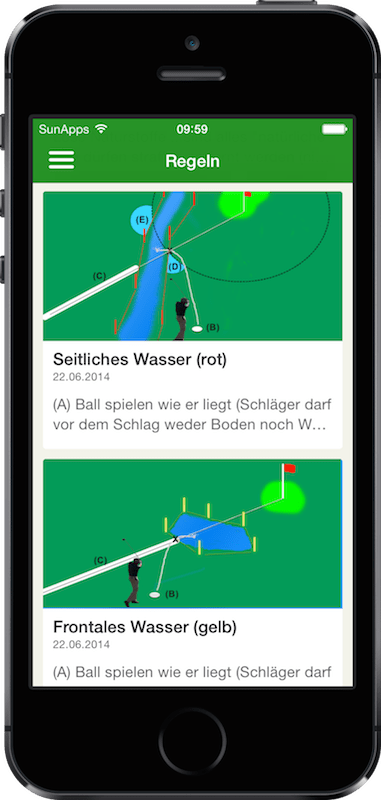 SunApps 09:59
Regeln
(E)
(C)
(D)
(B)
Seitliches Wasser (rot)
22.06.2014
(A) Ball spielen wie er liegt (Schläger darf
vor dem Schlag weder Boden noch W...
X
(C)
(B)
Frontales Wasser (gelb)
22.06.2014
(A) Ball spielen wie er liegt (Schläger darf